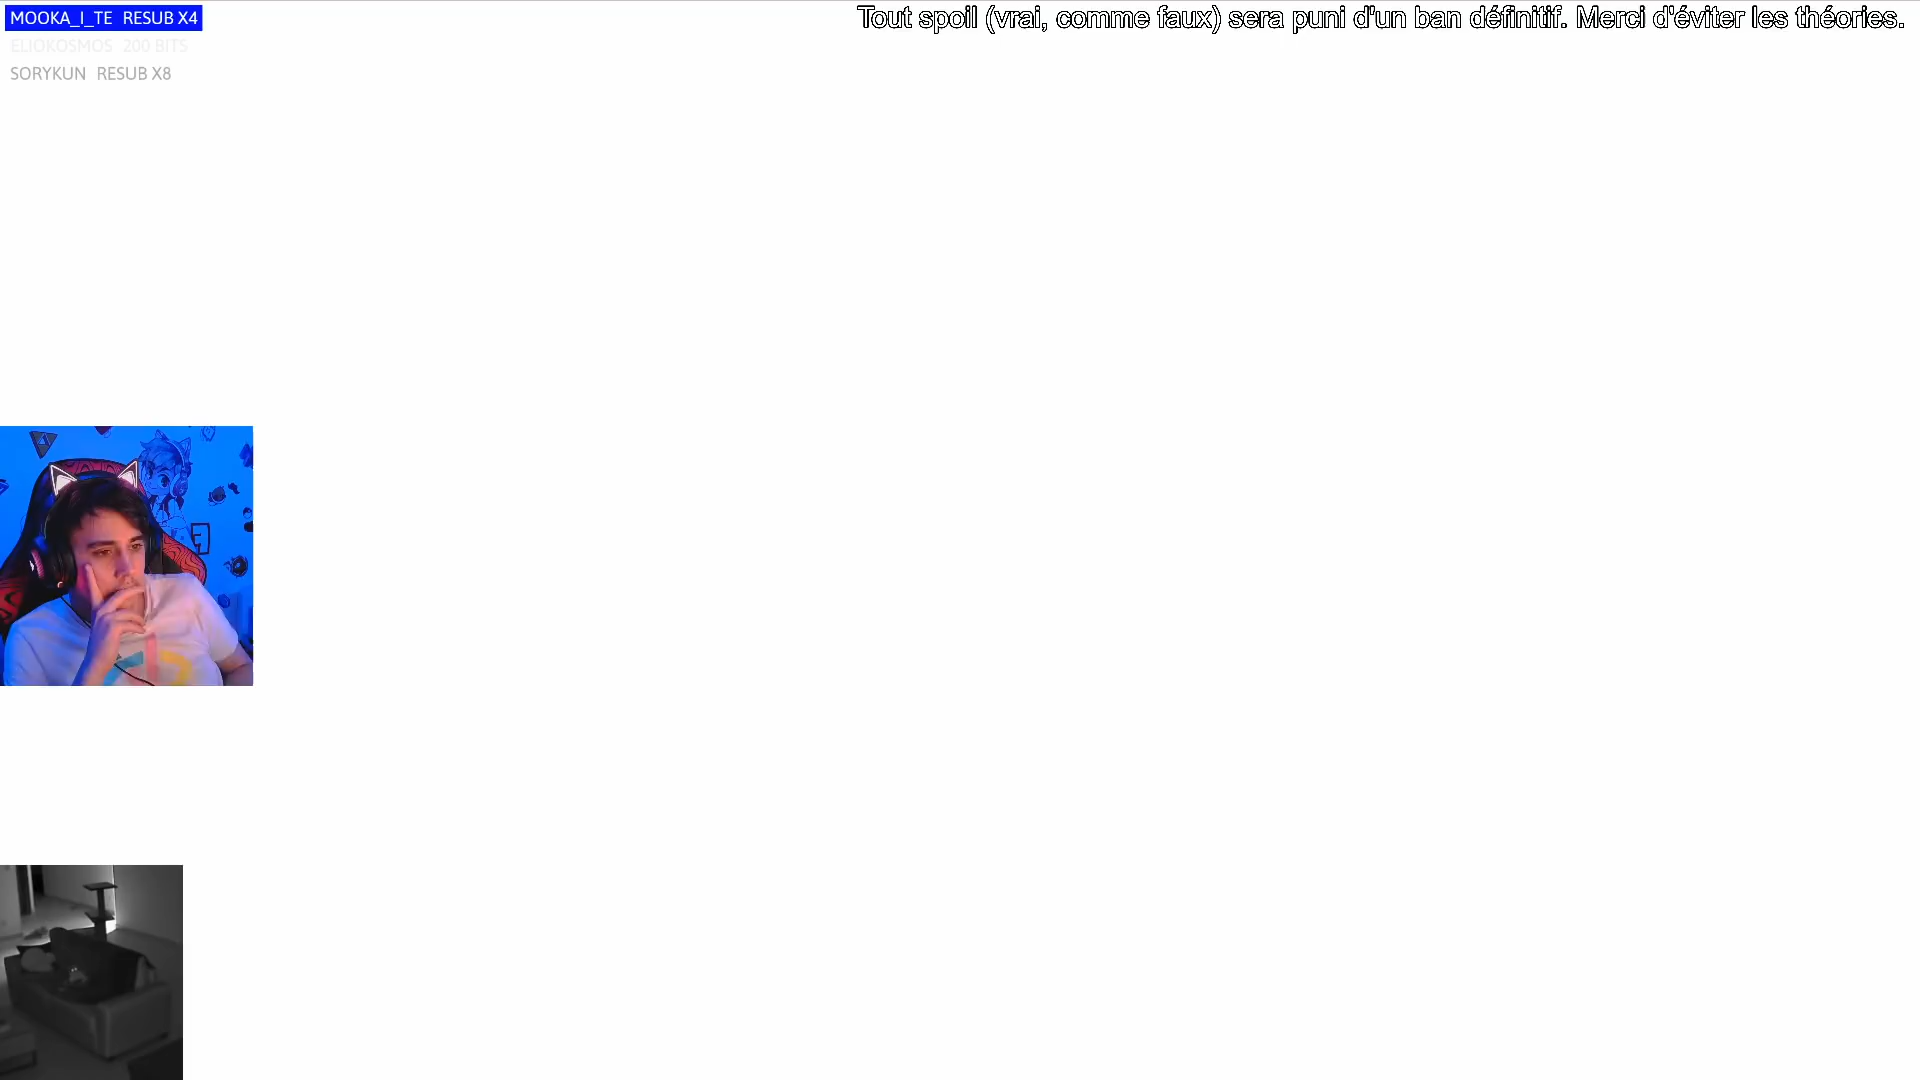 MOOKA_I_TE RESUB X4
Tout spoil (vrai, comme faux) sera puni d'un ban définitif. Merci d'éviter les théories.
ELIOKOSMOS 200 BITS
SORYKUN RESUB X8